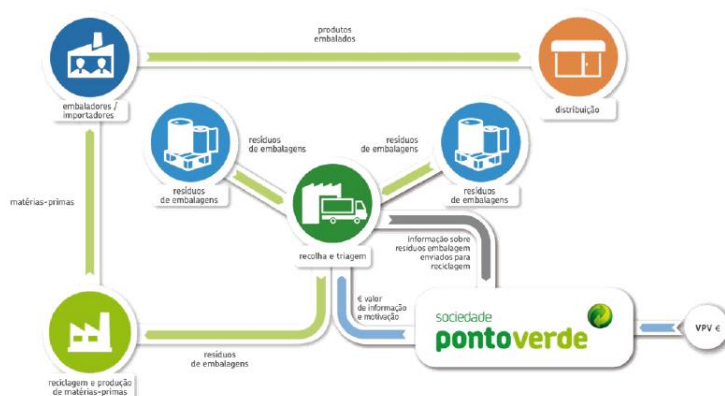 produtos
embalados
embaladores /
importadores
distribuição
resíduos
de embalagens
resíduos
de embalagens
resíduos
de embalagens
resíduos
de embalagens
matérias-primas
recolha e triagem
informação sobre
resíduos embalagem
enviados para
reciclagem
€ valor
de informação
e motivação
sociedade
pontoverde
VPV €
resíduos
de embalagens
reciclagem e produção
de matérias-primas